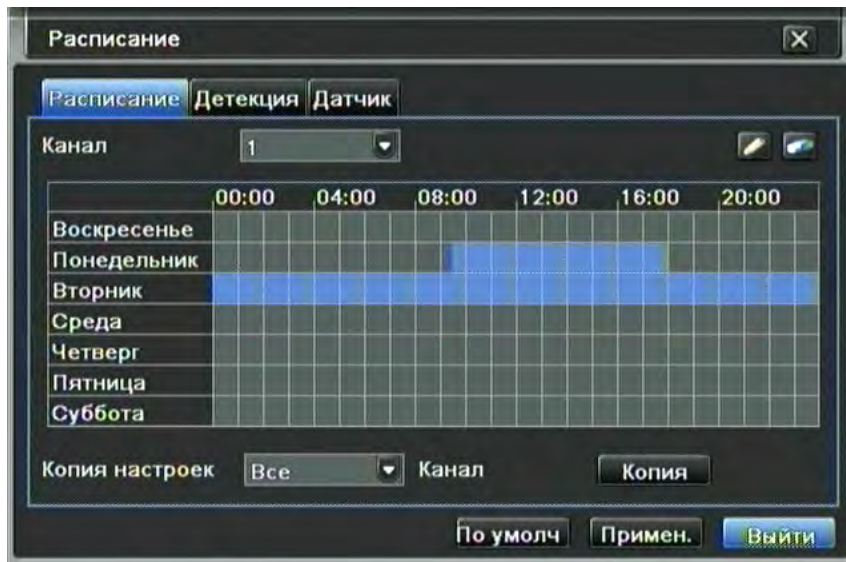 Расписание
Расписание Детекция Датчик
Канал 1
00:00 04:00 08:00 12:00 16:00 20:00
Воскресенье
Понедельник
Вторник
Среда
Четверг
Пятница
Суббота
Копия настроек Все Канал Копия
По умолч Примен. Выйти